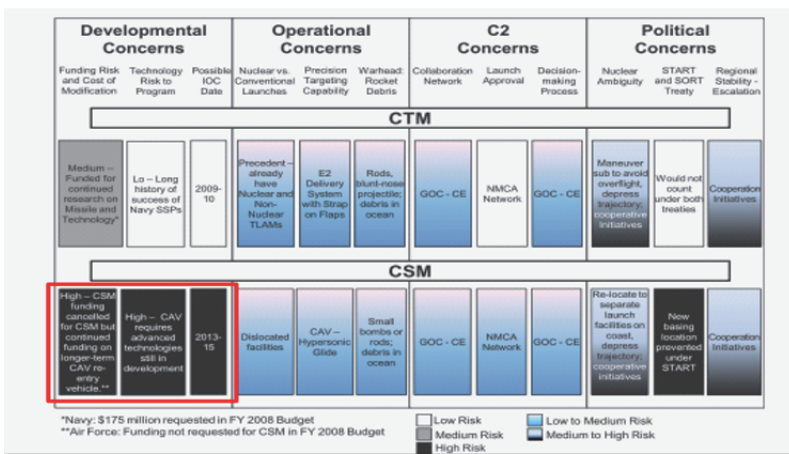 Developmental Concerns
Operational Concerns
C2 Concerns
Political Concerns
Funding Risk and Cost of Modification
Technology Risk to Program
Possible IOC Date
Nuclear vs. Conventional Launches
Precision Targeting Capability
Warhead: Rocket Debris
Collaboration Network
Launch Approval
Decision-making Process
Nuclear Ambiguity
START and SORT Treaty
Regional Stability - Escalation
CTM
Medium – Funded for continued research on Missile and Technology*
Lo – Long history of success of Navy SSPs
2009-10
Precedent – already have Nuclear and Non-Nuclear TLAMs
E2 Delivery System with Strap on Flaps
Rods, blunt-nose projectile; debris in ocean
GOC - CE
NMCA Network
GOC - CE
Maneuver sub to avoid overflight, depress trajectory; cooperative Initiatives
Would not count under both treaties
Cooperation Initiatives
CSM
High – CSM funding cancelled for CSM but continued funding on longer-term CAV re-entry vehicle.**
High – CAV requires advanced technologies still in development
2013-15
Dislocated facilities
CAV – Hypersonic Glide
Small bombs or rods; debris in ocean
GOC - CE
NMCA Network
GOC - CE
Re-locate to separate launch facilities on coast, depress trajectory; cooperative initiatives
New basing location prevented under START
Cooperation Initiatives
*Navy: $175 million requested in FY 2008 Budget
**Air Force: Funding not requested for CSM in FY 2008 Budget
Low Risk
Medium Risk
High Risk
Low to Medium Risk
Medium to High Risk